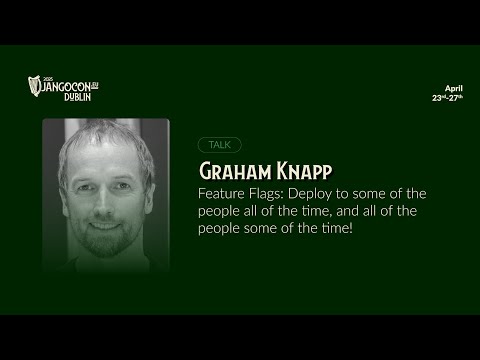 2025
DJANGOCON EU
DUBLIN
April
23rd-27th
TALK
GRAHAM KNAPP
Feature Flags: Deploy to some of the
people all of the time, and all of the
people some of the time!